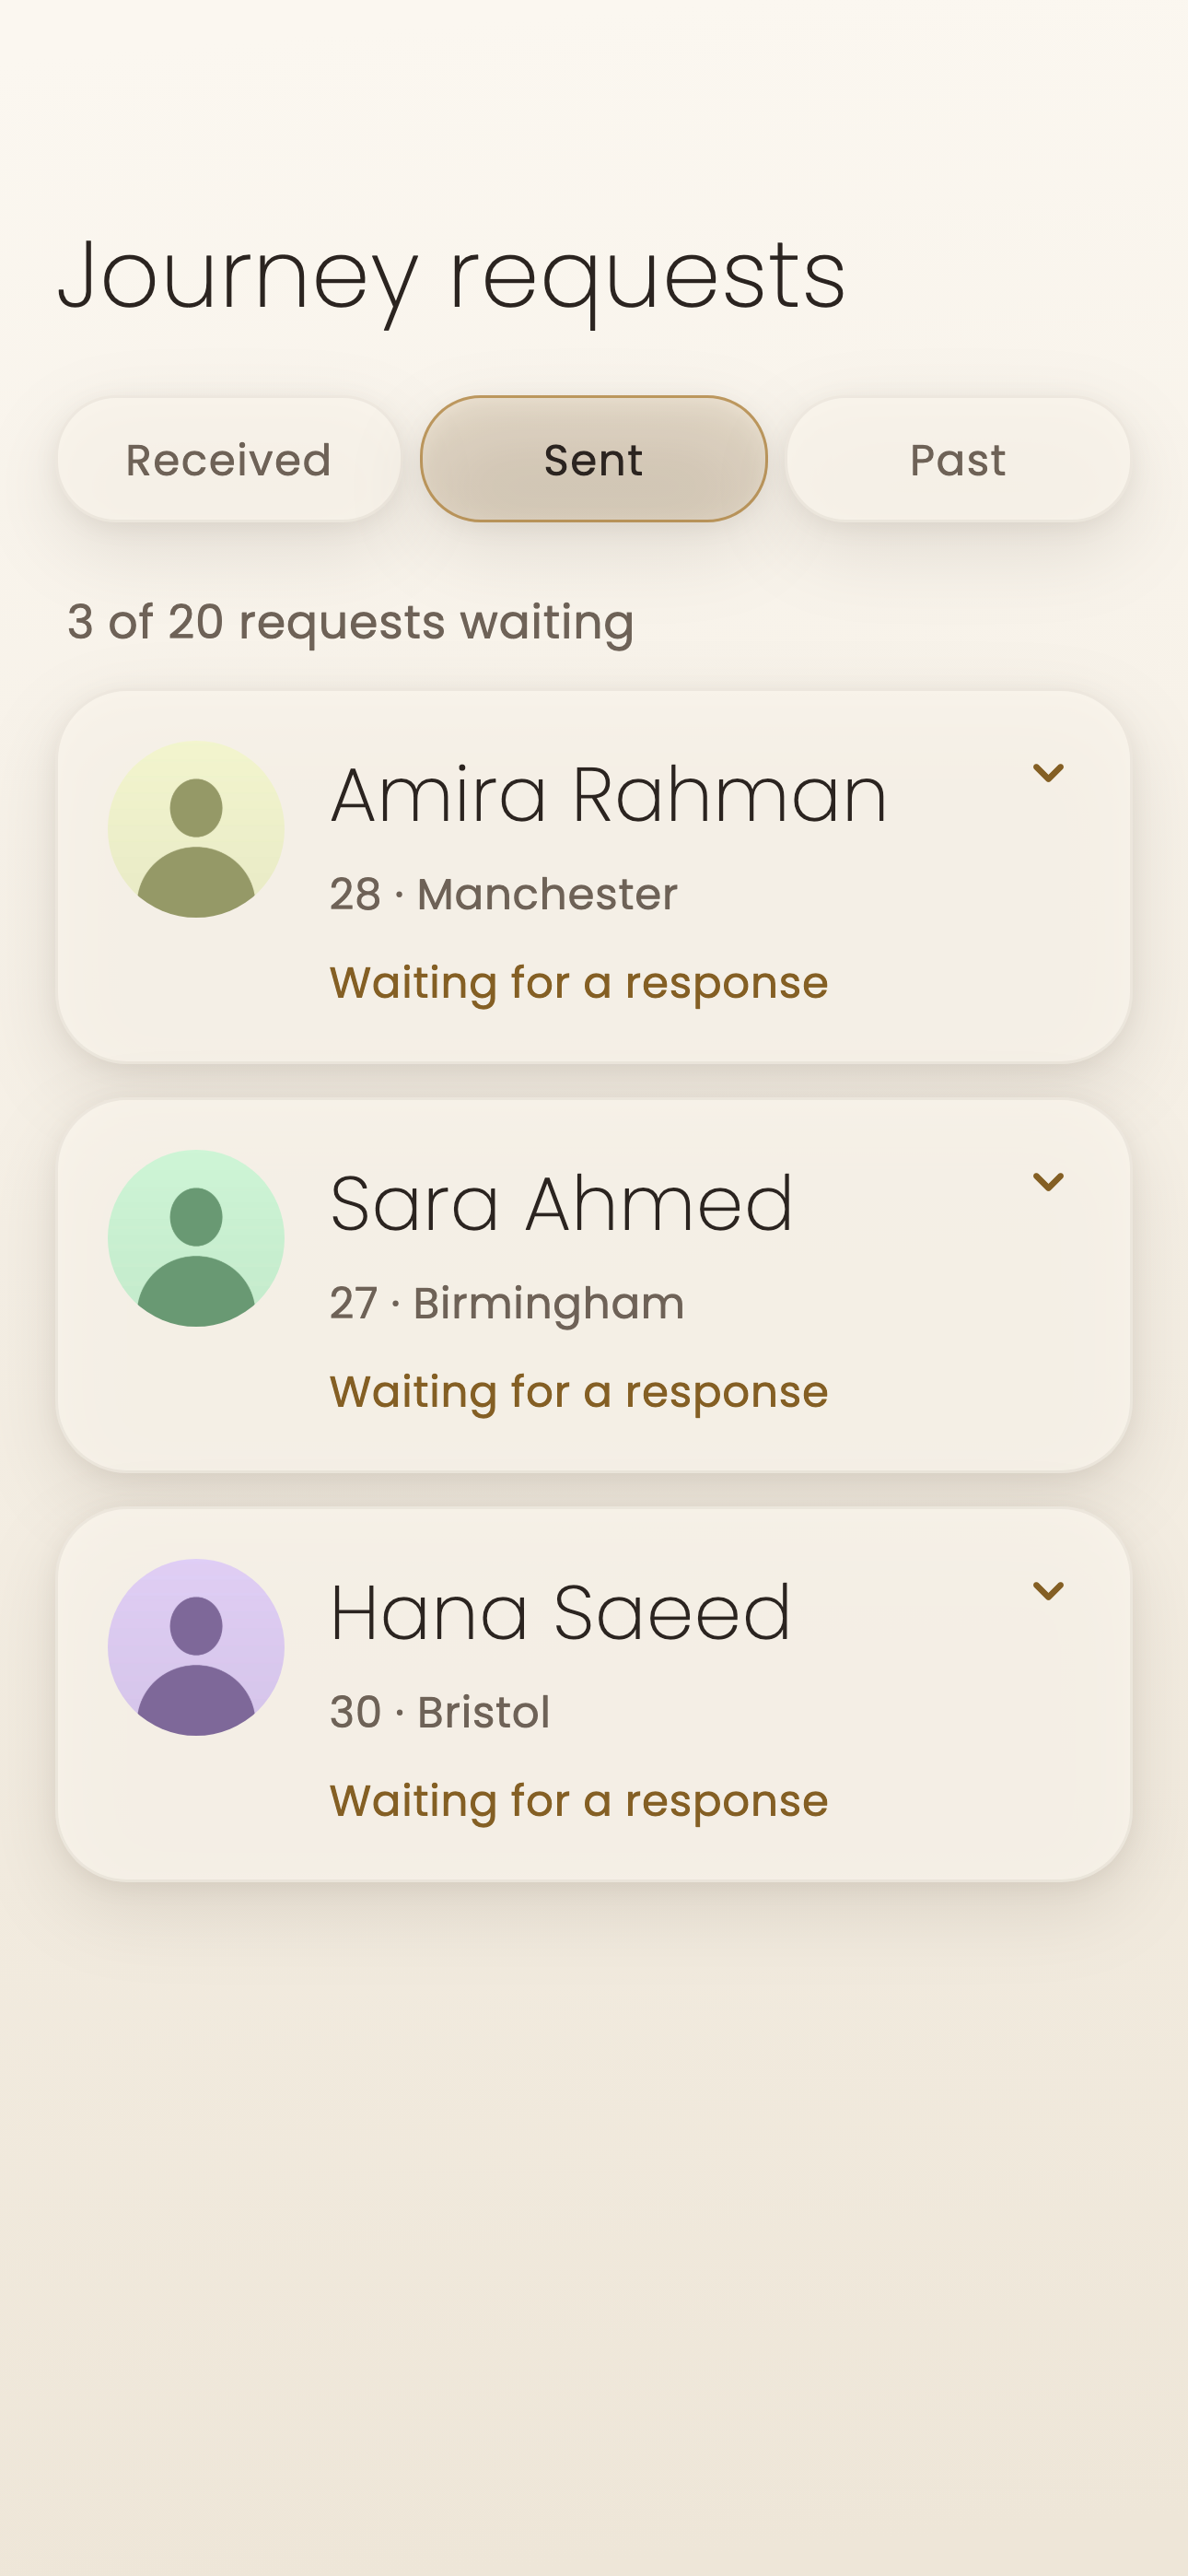 Journey requests
Received Sent Past
3 of 20 requests waiting
Amira Rahman
28 · Manchester
Waiting for a response
Sara Ahmed
27 · Birmingham
Waiting for a response
Hana Saeed
30 · Bristol
Waiting for a response